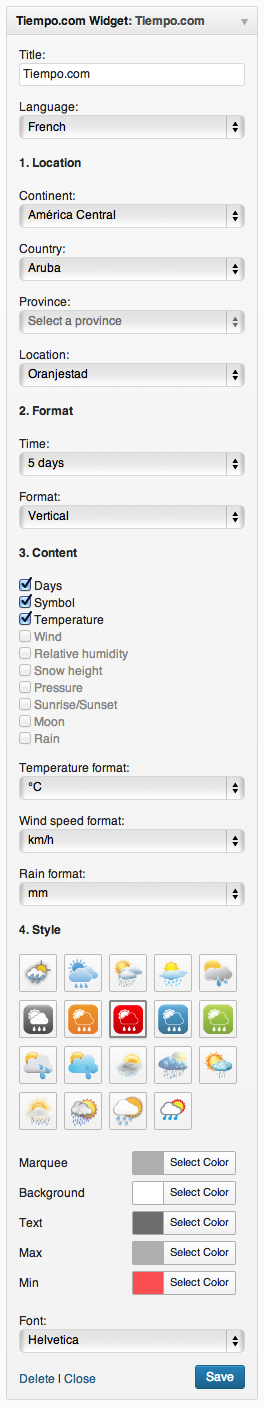 Tiempo.com Widget: Tiempo.com
Title:
Tiempo.com
Language:
French
1. Location
Continent:
América Central
Country:
Aruba
Province:
Select a province
Location:
Oranjestad
2. Format
Time:
5 days
Format:
Vertical
3. Content
Days
Symbol
Temperature
Wind
Relative humidity
Snow height
Pressure
Sunrise/Sunset
Moon
Rain
Temperature format:
°C
Wind speed format:
km/h
Rain format:
mm
4. Style
Marquee Select Color
Background Select Color
Text Select Color
Max Select Color
Min Select Color
Font:
Helvetica
Delete | Close Save